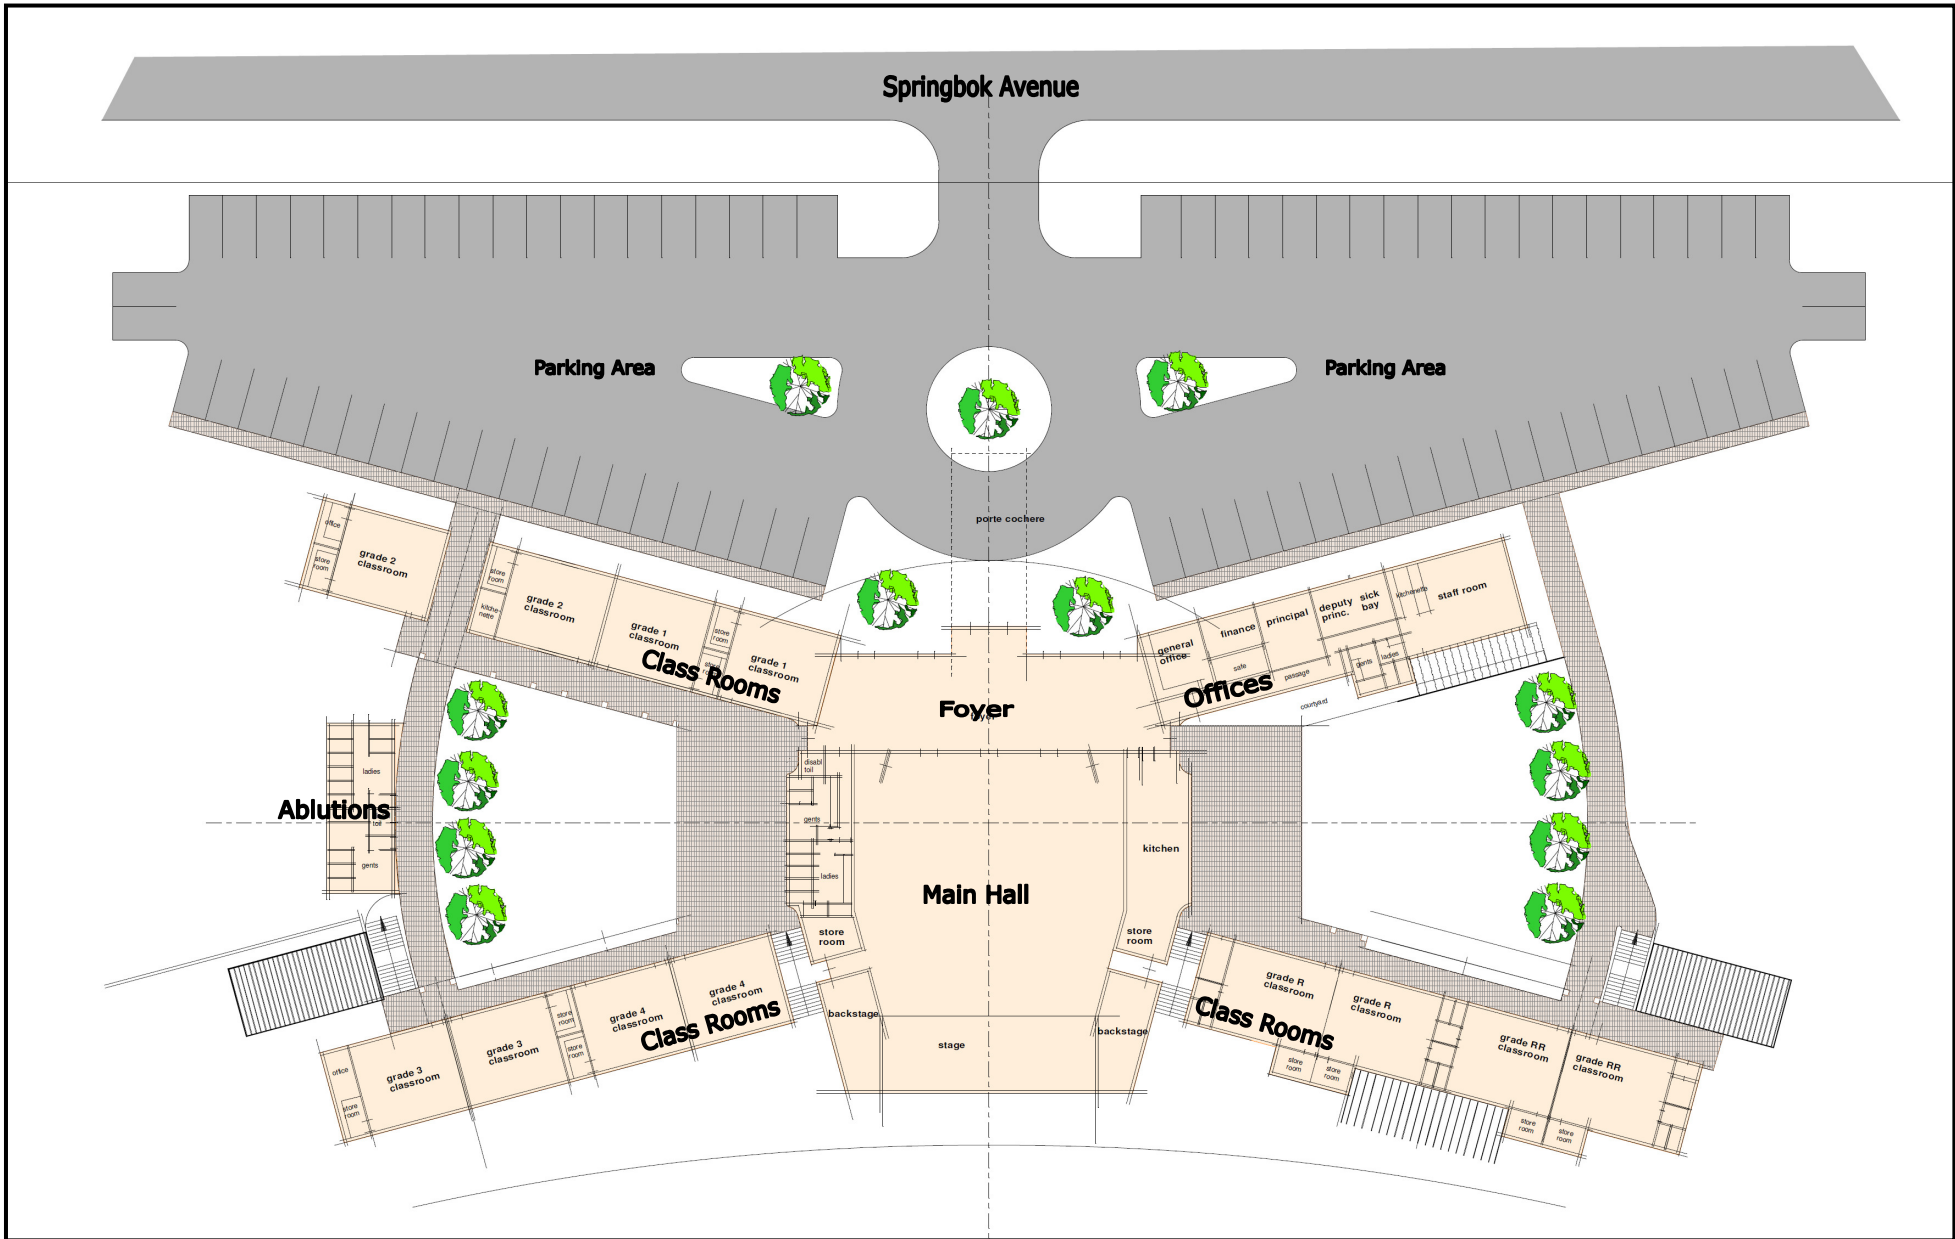 Springbok Avenue
Parking Area
Parking Area
porte cochere
office
store
room
grade 2
classroom
store
room
kitche-
nette
grade 2
classroom
grade 1
classroom
store
room
grade 1
classroom
Class Rooms
general
office
finance
principal
deputy
princ.
sick
bay
kitchenette
staff room
safe
passage
gents
ladies
courtyard
Offices
Foyer
ladies
Ablutions
toil
gents
disabl
toil
gents
ladies
store
room
kitchen
Main Hall
store
room
backstage
stage
backstage
grade 4
classroom
grade 4
classroom
Class Rooms
store
room
store
room
grade 3
classroom
grade 3
classroom
office
store
room
grade R
classroom
grade R
classroom
Class Rooms
grade RR
classroom
grade RR
classroom
store
room
store
room
store
room
store
room